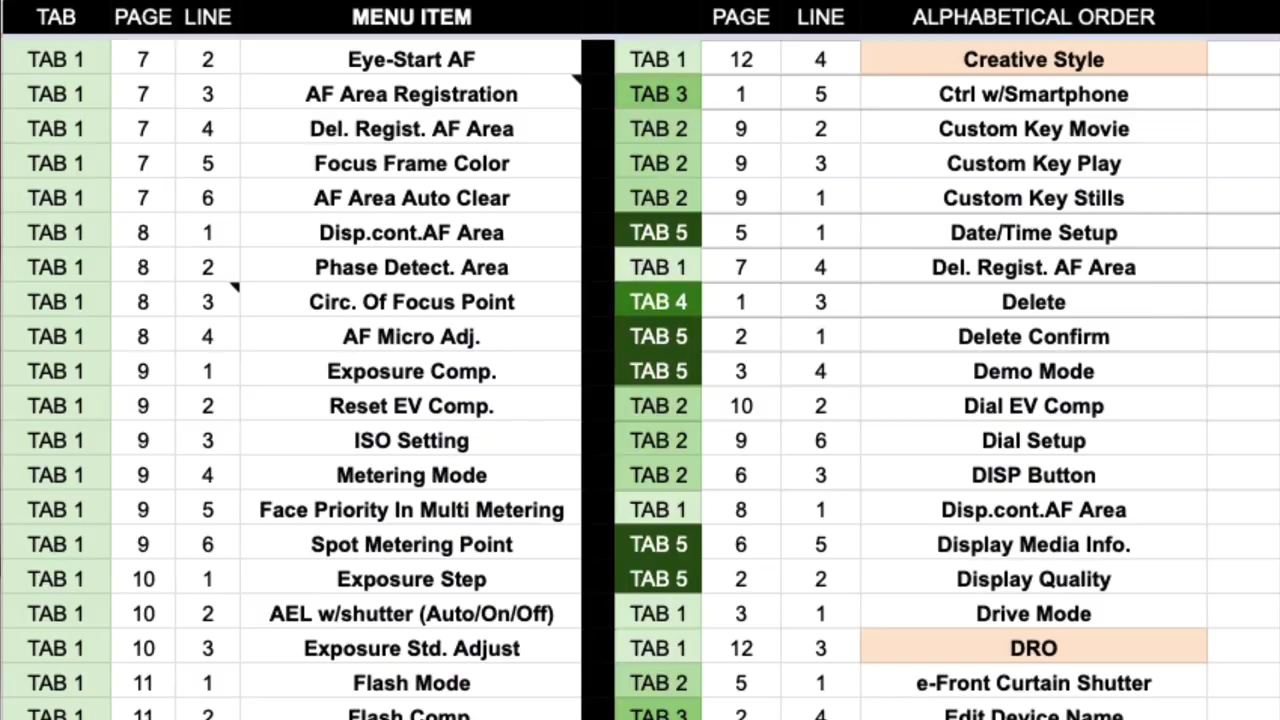 TAB PAGE LINE MENU ITEM PAGE LINE ALPHABETICAL ORDER
TAB 1 7 2 Eye-Start AF TAB 1 12 4 Creative Style
TAB 1 7 3 AF Area Registration TAB 3 1 5 Ctrl w/Smartphone
TAB 1 7 4 Del. Regist. AF Area TAB 2 9 2 Custom Key Movie
TAB 1 7 5 Focus Frame Color TAB 2 9 3 Custom Key Play
TAB 1 7 6 AF Area Auto Clear TAB 2 9 1 Custom Key Stills
TAB 1 8 1 Disp.cont.AF Area TAB 5 5 1 Date/Time Setup
TAB 1 8 2 Phase Detect. Area TAB 1 7 4 Del. Regist. AF Area
TAB 1 8 3 Circ. Of Focus Point TAB 4 1 3 Delete
TAB 1 8 4 AF Micro Adj. TAB 5 2 1 Delete Confirm
TAB 1 9 1 Exposure Comp. TAB 5 3 4 Demo Mode
TAB 1 9 2 Reset EV Comp. TAB 2 10 2 Dial EV Comp
TAB 1 9 3 ISO Setting TAB 2 9 6 Dial Setup
TAB 1 9 4 Metering Mode TAB 2 6 3 DISP Button
TAB 1 9 5 Face Priority In Multi Metering TAB 1 8 1 Disp.cont.AF Area
TAB 1 9 6 Spot Metering Point TAB 5 6 5 Display Media Info.
TAB 1 10 1 Exposure Step TAB 5 2 2 Display Quality
TAB 1 10 2 AEL w/shutter (Auto/On/Off) TAB 1 3 1 Drive Mode
TAB 1 10 3 Exposure Std. Adjust TAB 1 12 3 DRO
TAB 1 11 1 Flash Mode TAB 2 5 1 e-Front Curtain Shutter
TAB 1 11 2 Flash Comp. TAB 3 2 4 Edit Device Name